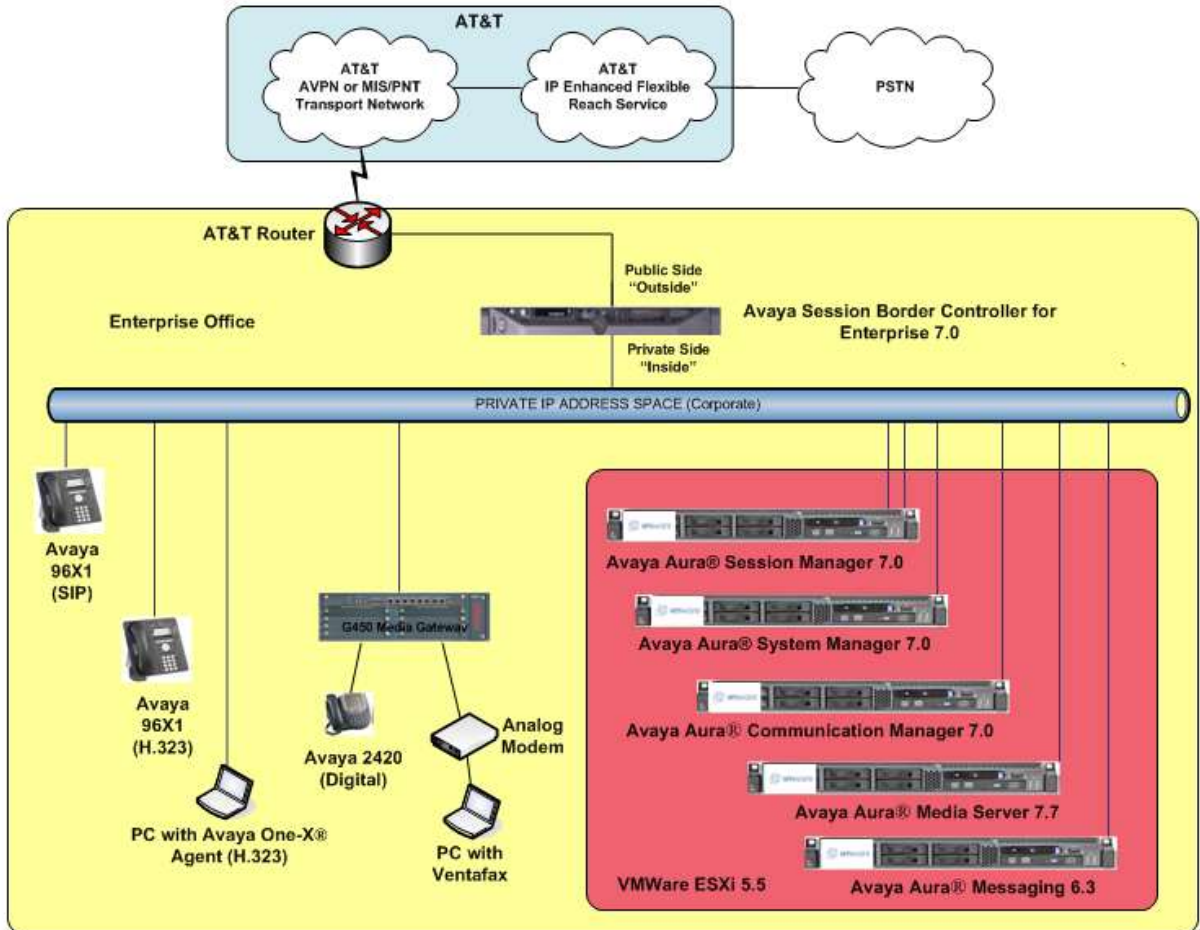 AT&T
AT&T
AVPN or MIS/PNT
Transport Network
AT&T
IP Enhanced Flexible
Reach Service
PSTN
AT&T Router
Public Side
“Outside”
Enterprise Office
Avaya Session Border Controller for
Enterprise 7.0
Private Side
“Inside”
PRIVATE IP ADDRESS SPACE (Corporate)
Avaya
96X1
(SIP)
Avaya
96X1
(H.323)
PC with Avaya One-X®
Agent (H.323)
G450 Media Gateway
Avaya 2420
(Digital)
Analog
Modem
PC with
Ventafax
Avaya Aura® Session Manager 7.0
Avaya Aura® System Manager 7.0
Avaya Aura® Communication Manager 7.0
Avaya Aura® Media Server 7.7
Avaya Aura® Messaging 6.3
VMWare ESXi 5.5